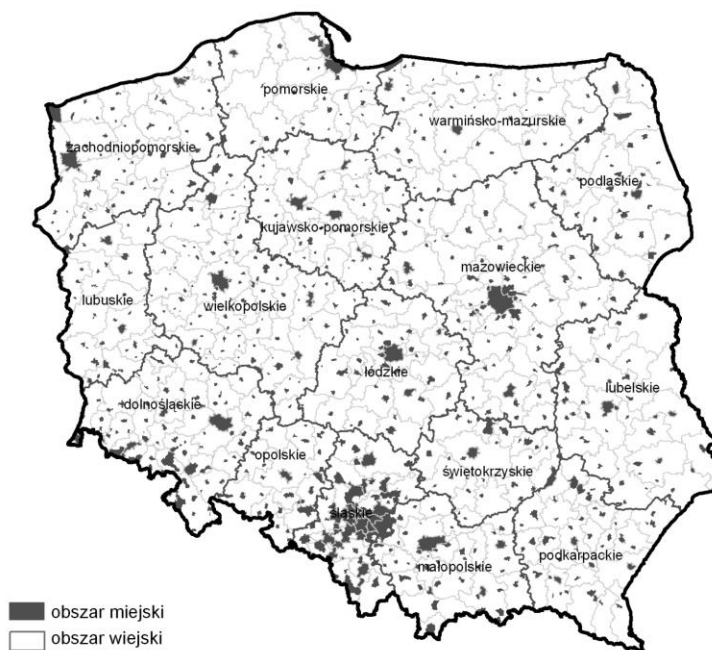 pomorskie
warmińsko-mazurskie
zachodniopomorskie
podlaskie
kujawsko-pomorskie
mazowieckie
lubuskie
wielkopolskie
łódzkie
lubelskie
dolnośląskie
opolskie
świętokrzyskie
śląskie
małopolskie
podkarpackie
obszar miejski
obszar wiejski